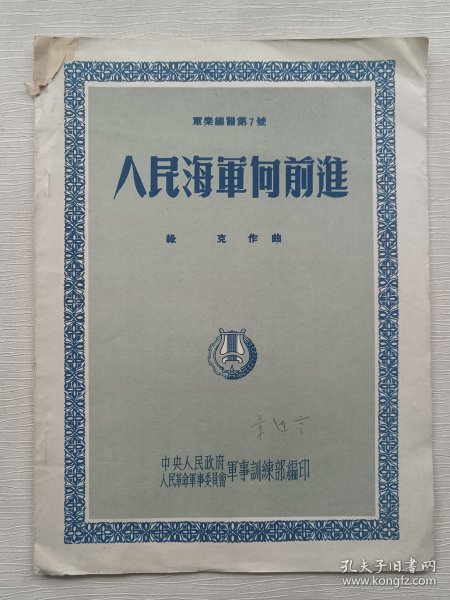 軍樂總譜第7號
人民海軍向前進
綠克作曲
中央人民政府
人民革命軍事委員會
軍事訓練部編印
孔夫子旧书网
www.kongfz.com